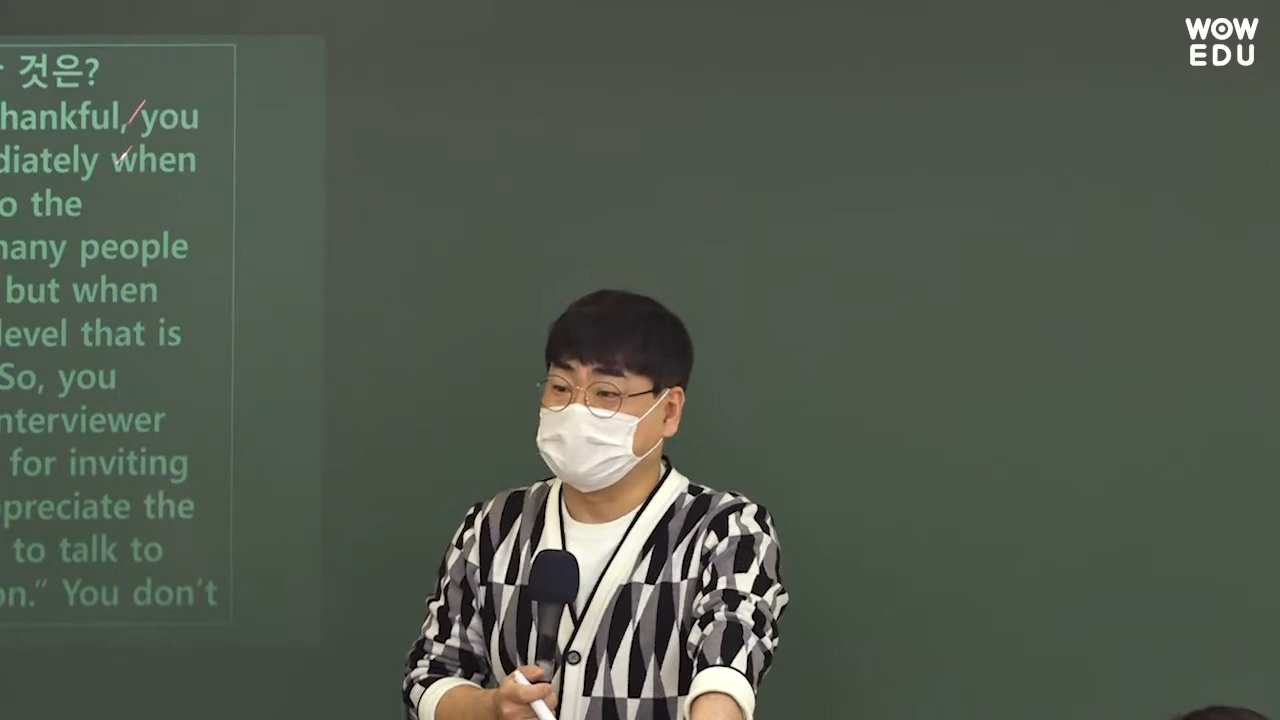 것은?
hankful, you
diately when
o the
many people
but when
level that is
So, you
nterviewer
for inviting
preciate the
to talk to
on.“ You don’t
WOW
EDU